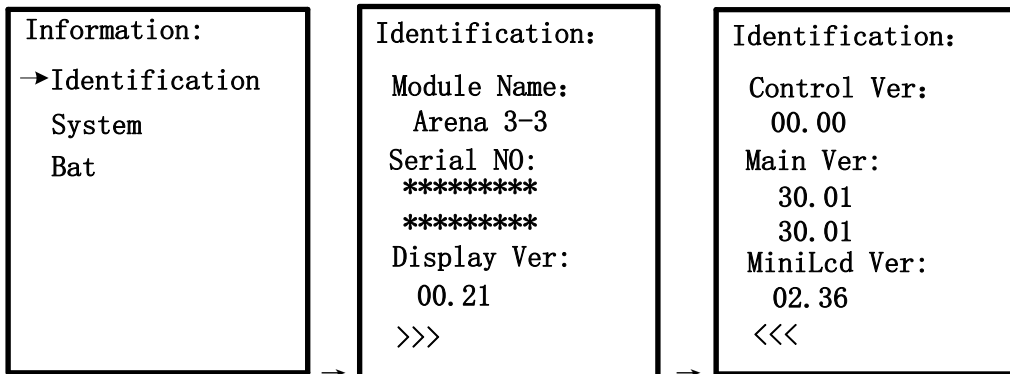 Information:
→Identification
System
Bat
Identification:
Module Name:
Arena 3-3
Serial NO:
*********
*********
Display Ver:
00.21
>>>
Identification:
Control Ver:
00.00
Main Ver:
30.01
30.01
MiniLcd Ver:
02.36
<<<